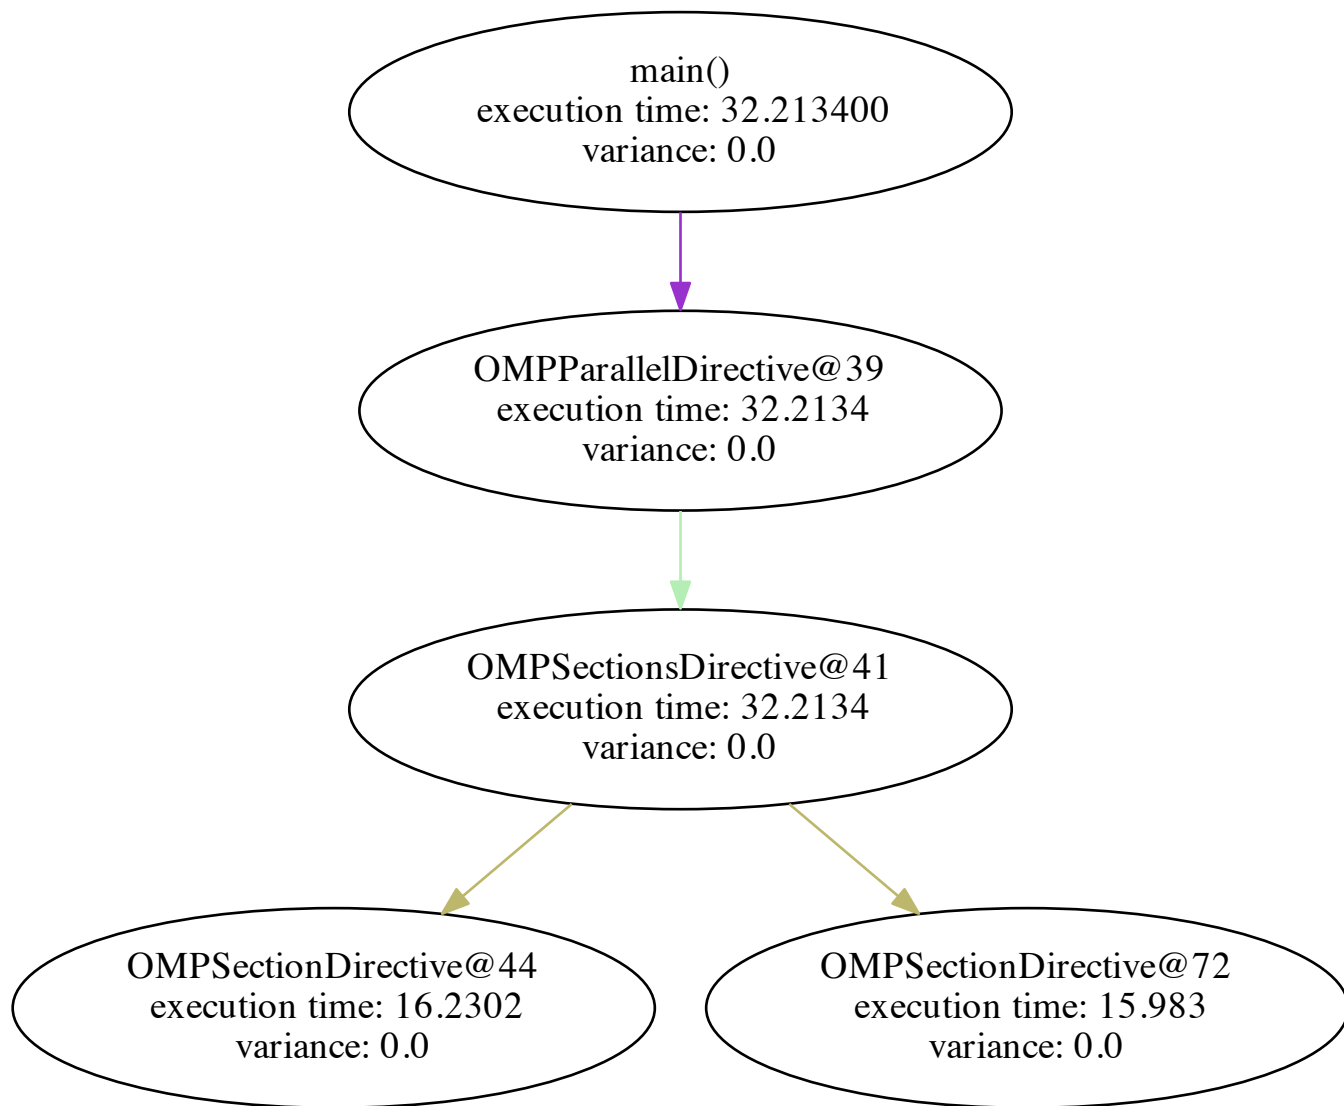 main()
execution time: 32.213400
variance: 0.0
OMPParallelDirective@39
execution time: 32.2134
variance: 0.0
OMPSectionsDirective@41
execution time: 32.2134
variance: 0.0
OMPSectionDirective@44
execution time: 16.2302
variance: 0.0
OMPSectionDirective@72
execution time: 15.983
variance: 0.0